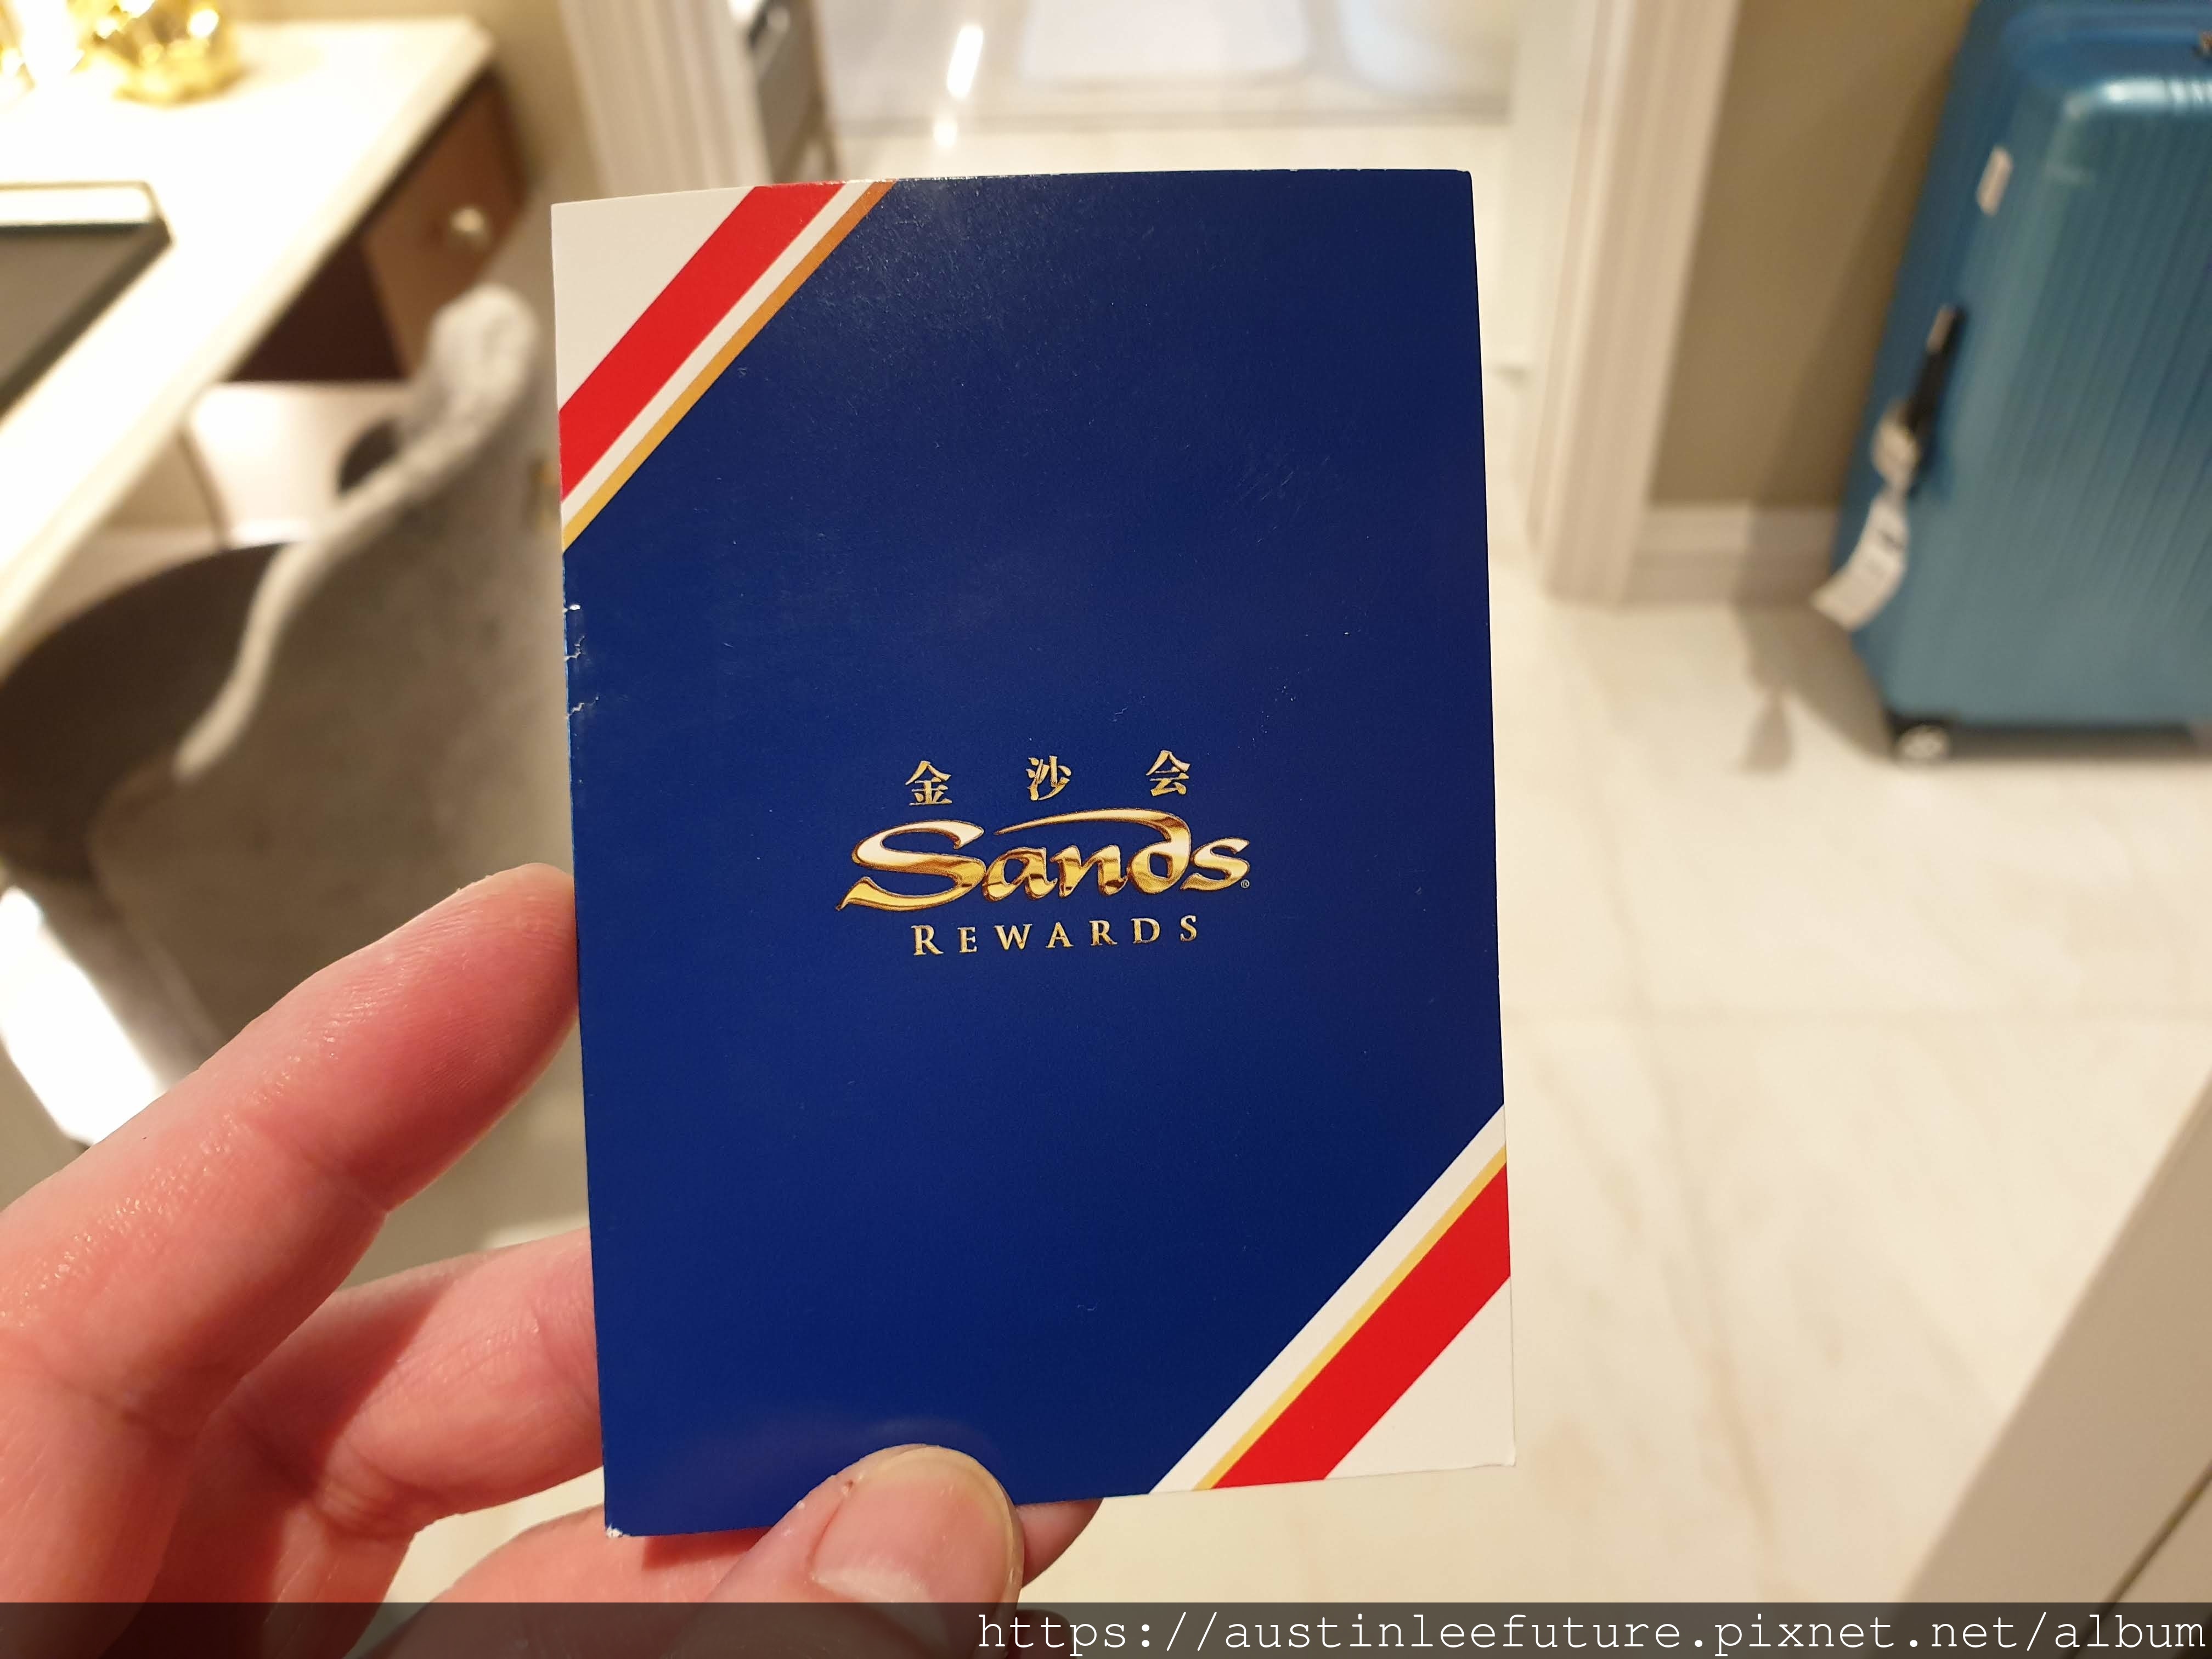 金沙会
Sands®
REWARDS
https://austinleefuture.pixnet.net/album